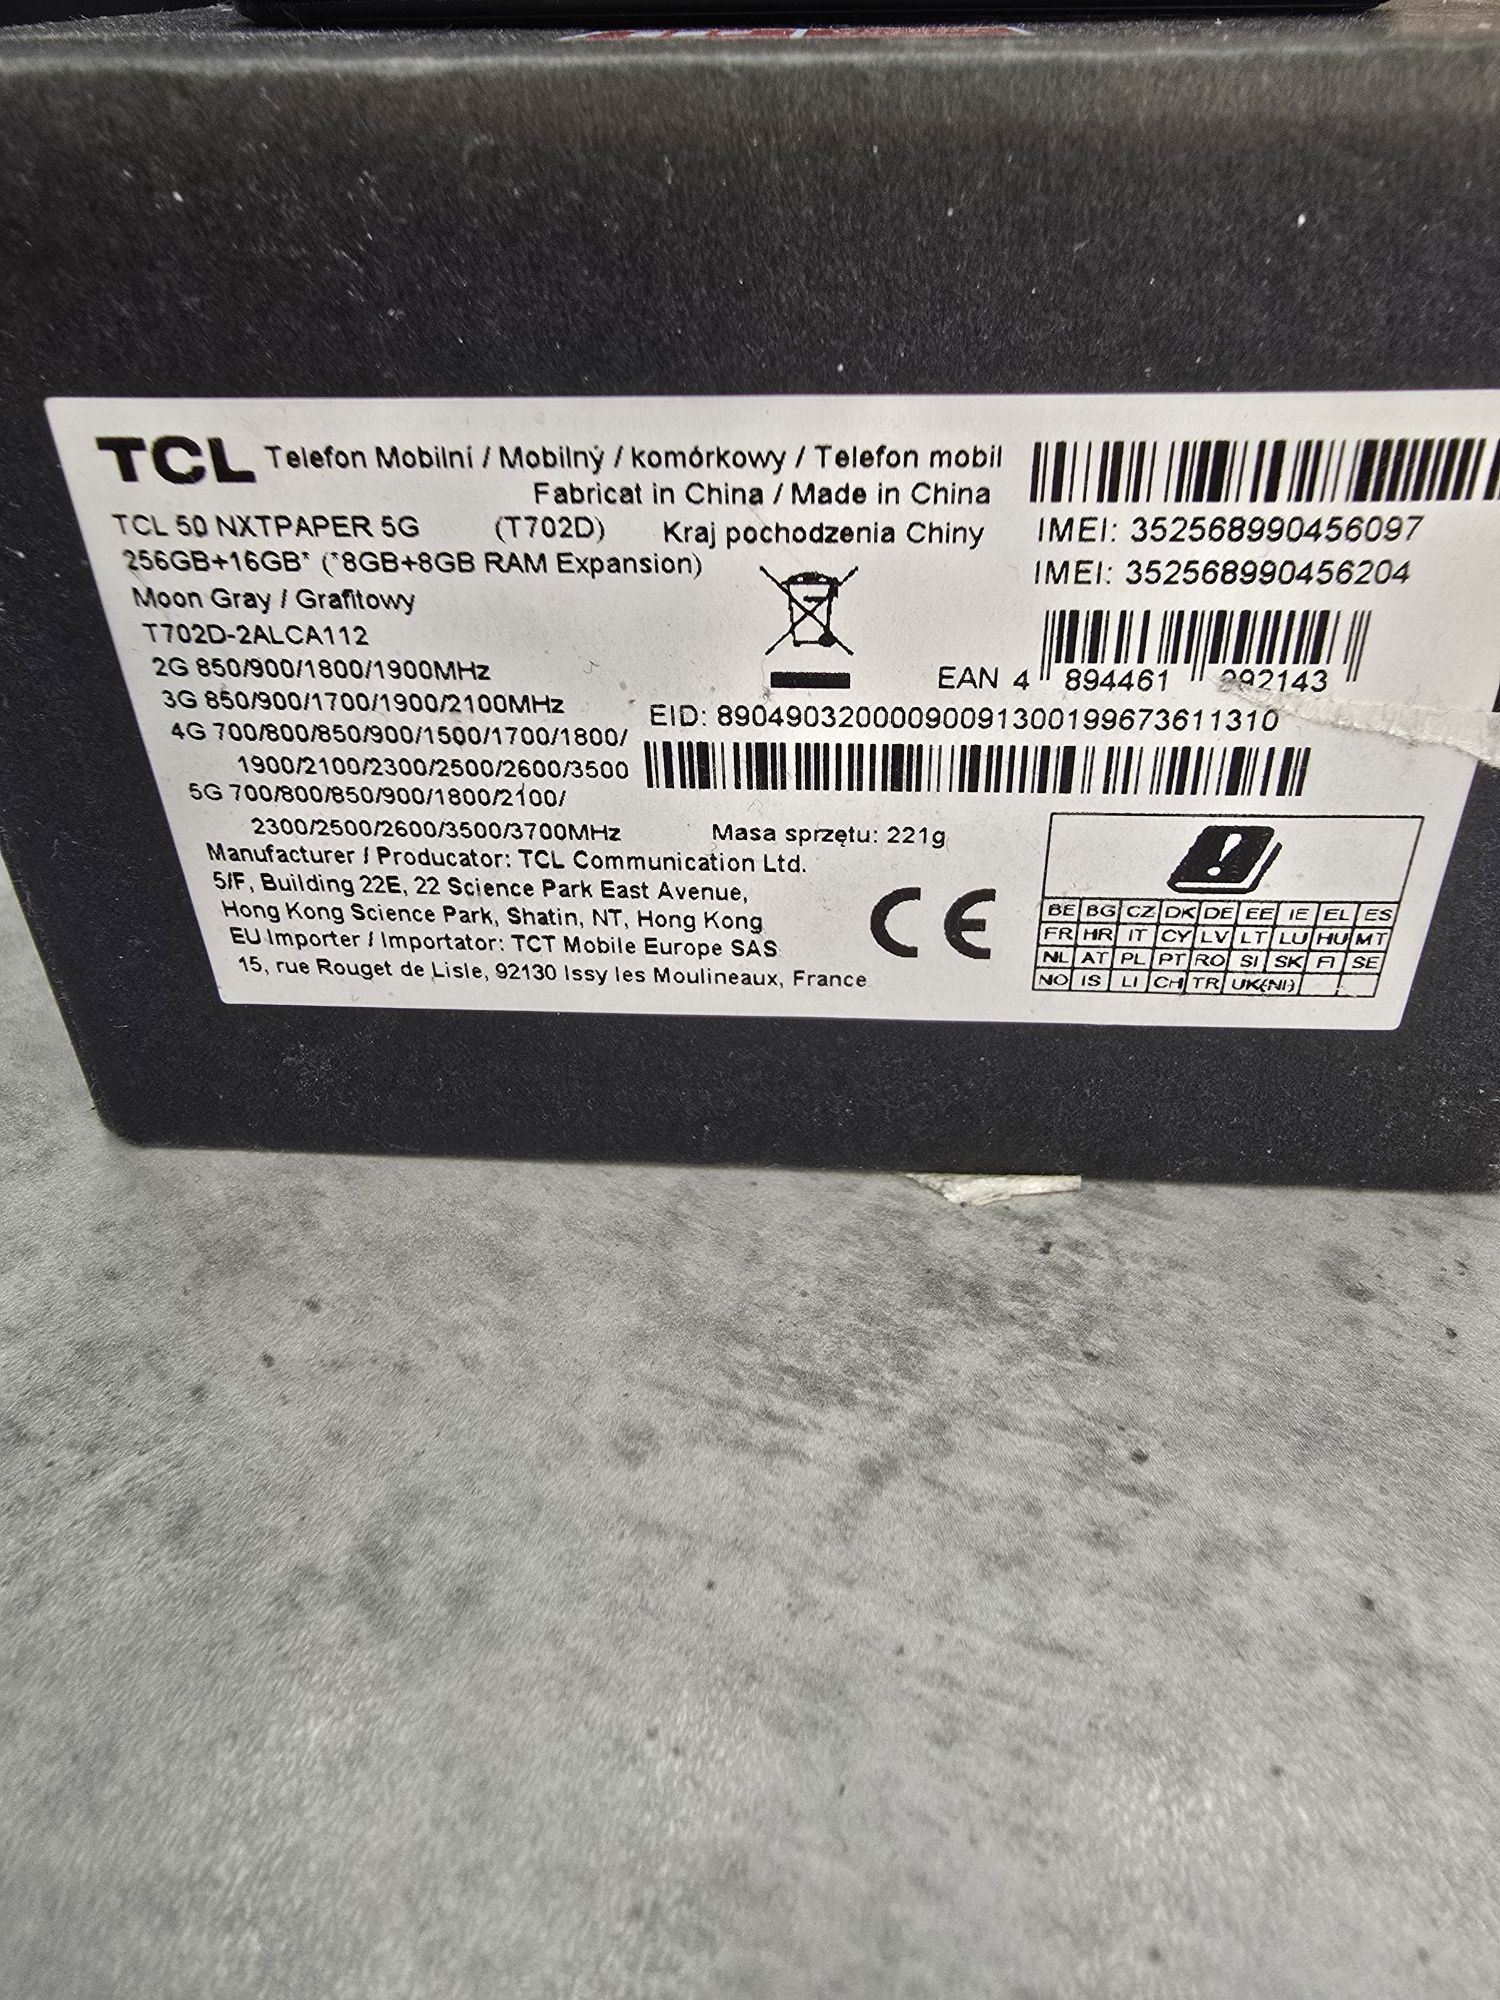 TCL Telefon Mobilní / Mobilný / komórkowy / Telefon mobil
Fabricat in China / Made in China
TCL 50 NXTPAPER 5G (T702D) Kraj pochodzenia Chiny
256GB+16GB* (*8GB+8GB RAM Expansion)
Moon Gray / Grafitowy
T702D-2ALCA112
2G 850/900/1800/1900MHz
3G 850/900/1700/1900/2100MHz
4G 700/800/850/900/1500/1700/1800/
1900/2100/2300/2500/2600/3500
5G 700/800/850/900/1800/2100/
2300/2500/2600/3500/3700MHz
Manufacturer / Producator: TCL Communication Ltd.
5/F, Building 22E, 22 Science Park East Avenue,
Hong Kong Science Park, Shatin, NT, Hong Kong
EU Importer / Importator: TCT Mobile Europe SAS
15, rue Rouget de Lisle, 92130 Issy les Moulineaux, France
IMEI: 352568990456097
IMEI: 352568990456204
EAN 4 894461 092143
EID: 89049032000090091300199673611310
Masa sprzętu: 221g
CE
BE BG CZ DK DE EE IE EL ES
FR HR IT CY LV LT LU HU MT
NL AT PL PT RO SI SK FI SE
NO IS LI CH TR UK(NI)